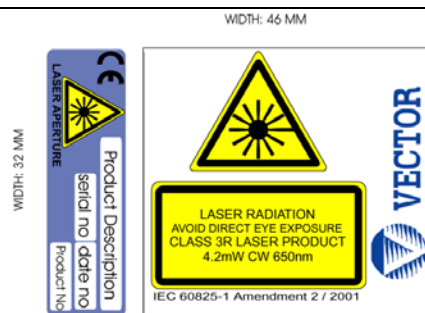 WIDTH: 46 MM
WIDTH: 32 MM
CE
LASER APERTURE
Product Description
serial no
date no
Product No
LASER RADIATION
AVOID DIRECT EYE EXPOSURE
CLASS 3R LASER PRODUCT
4.2mW CW 650nm
IEC 60825-1 Amendment 2 / 2001
VECTOR